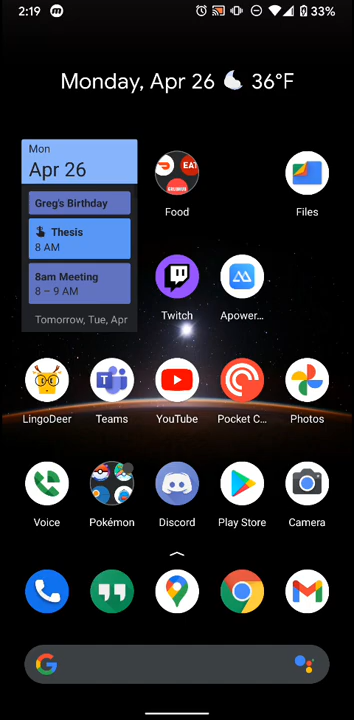 2:19
33%
Monday, Apr 26 36°F
Mon
Apr 26
Greg's Birthday
Thesis
8 AM
8am Meeting
8 – 9 AM
Tomorrow, Tue, Apr
EAT
Food
Files
Twitch
Apower...
LingoDeer
Teams
YouTube
Pocket C...
Photos
Voice
Pokémon
Discord
Play Store
Camera